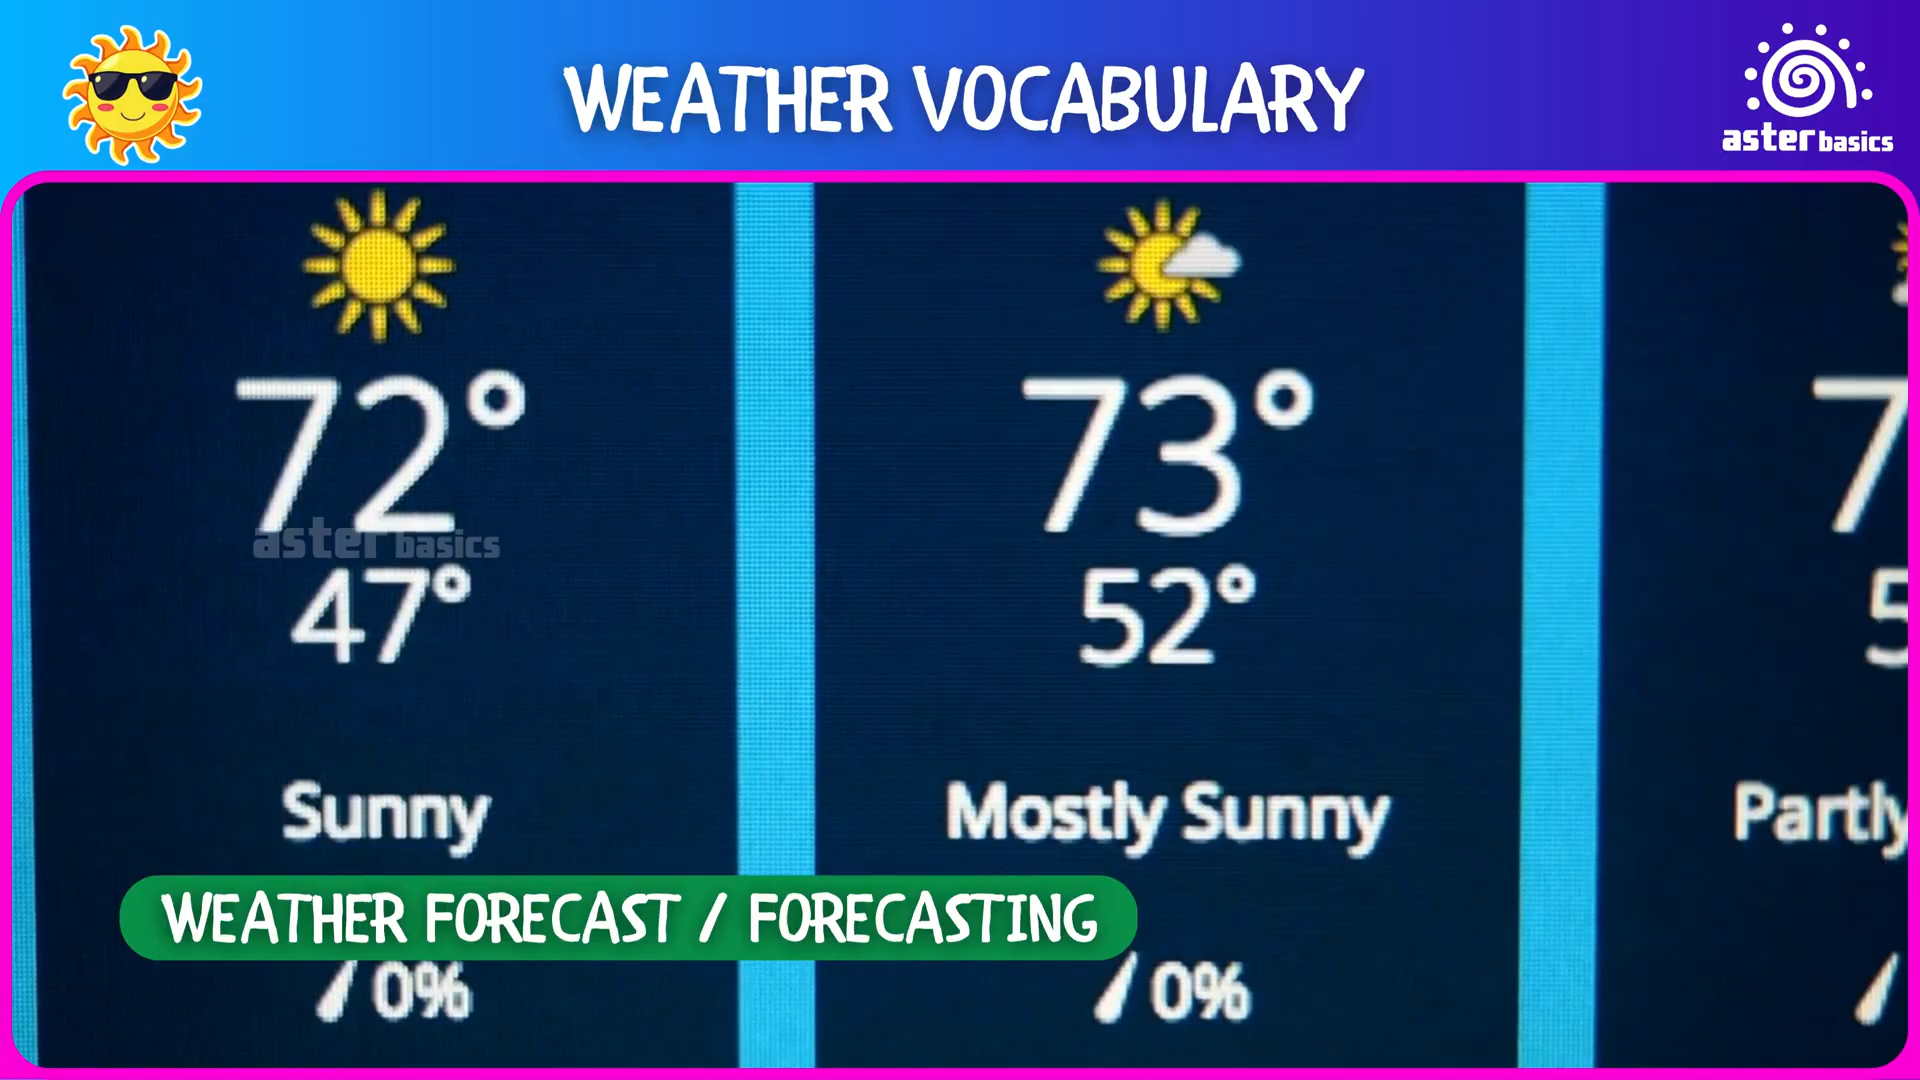 WEATHER VOCABULARY
aster basics
72°
73°
aster basics
47°
52°
Sunny
Mostly Sunny
Partly
WEATHER FORECAST / FORECASTING
0%
0%